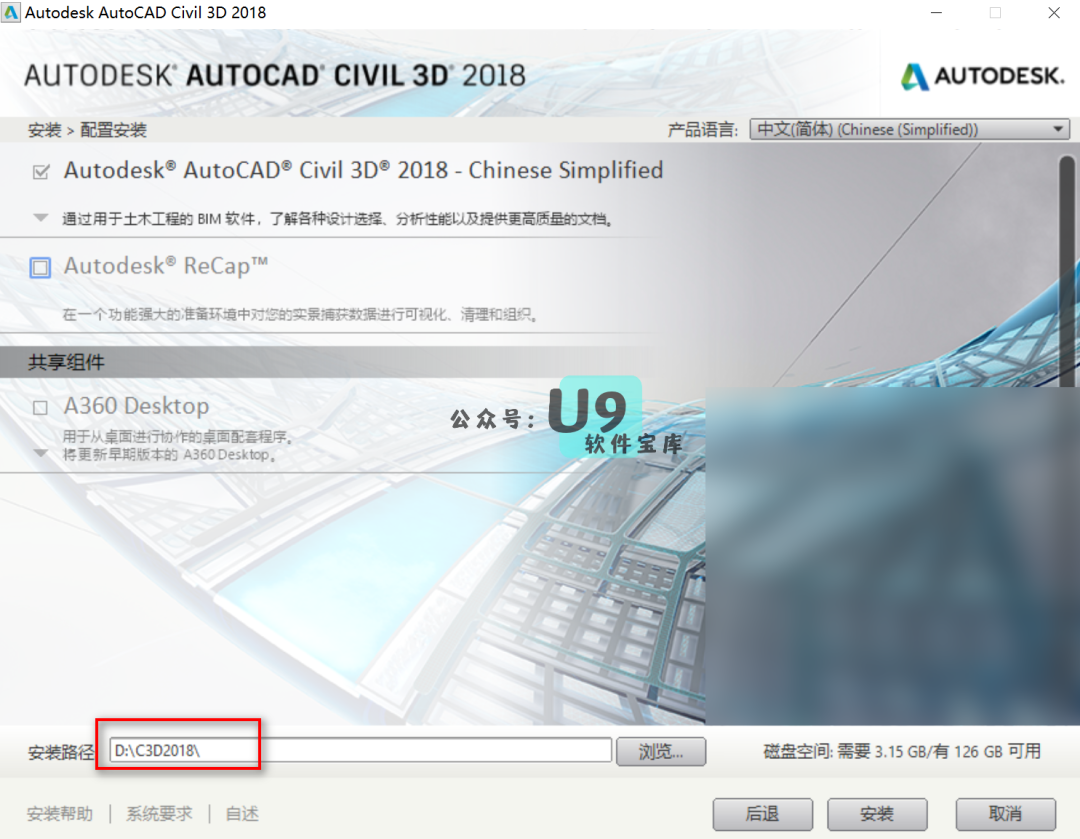 Autodesk AutoCAD Civil 3D 2018
AUTODESK® AUTOCAD® CIVIL 3D® 2018
AUTODESK.
安装 > 配置安装
产品语言: 中文(简体) (Chinese (Simplified))
Autodesk® AutoCAD® Civil 3D® 2018 - Chinese Simplified
通过用于土木工程的 BIM 软件，了解各种设计选择、分析性能以及提供更高质量的文档。
Autodesk® ReCap™
在一个功能强大的准备环境中对您的实景捕获数据进行可视化、清理和组织。
共享组件
A360 Desktop
用于从桌面进行协作的桌面配套程序。
将更新早期版本的 A360 Desktop。
公众号: U9
软件宝库
安装路径 D:\C3D2018\ 浏览... 磁盘空间: 需要 3.15 GB/有 126 GB 可用
安装帮助 | 系统要求 | 自述 后退 安装 取消